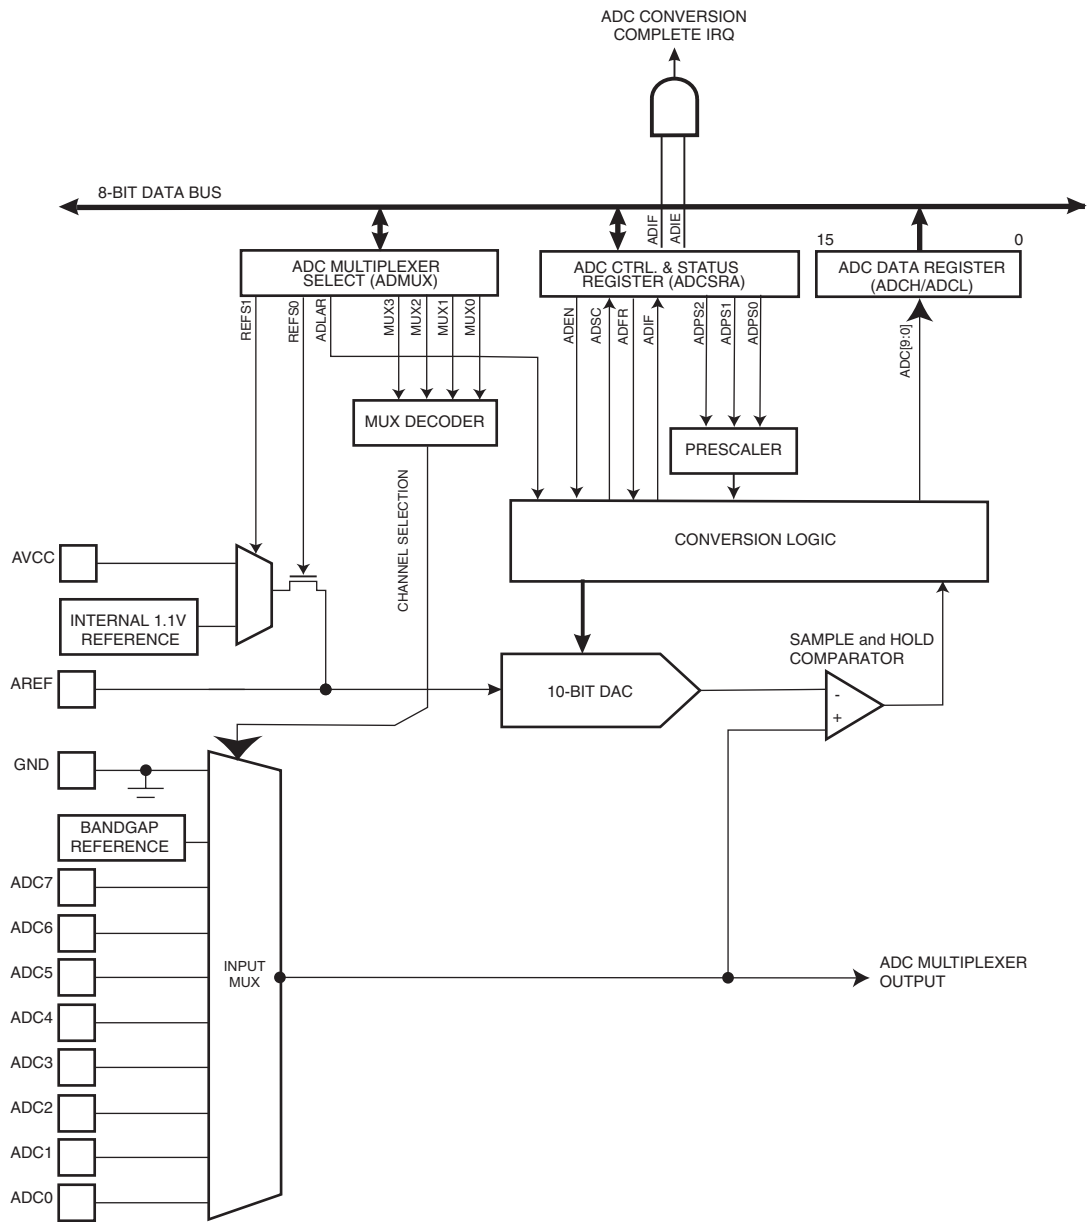 ADC CONVERSION
COMPLETE IRQ
8-BIT DATA BUS
ADIF
ADIE
15
0
ADC MULTIPLEXER
SELECT (ADMUX)
ADC CTRL. & STATUS
REGISTER (ADCSRA)
ADC DATA REGISTER
(ADCH/ADCL)
REFS1
REFS0
ADLAR
MUX3
MUX2
MUX1
MUX0
ADEN
ADSC
ADFR
ADIF
ADPS2
ADPS1
ADPS0
ADC[9:0]
MUX DECODER
PRESCALER
CHANNEL SELECTION
CONVERSION LOGIC
AVCC
INTERNAL 1.1V
REFERENCE
SAMPLE and HOLD
COMPARATOR
AREF
10-BIT DAC
-
+
GND
BANDGAP
REFERENCE
ADC7
ADC6
ADC5
INPUT
MUX
ADC MULTIPLEXER
OUTPUT
ADC4
ADC3
ADC2
ADC1
ADC0